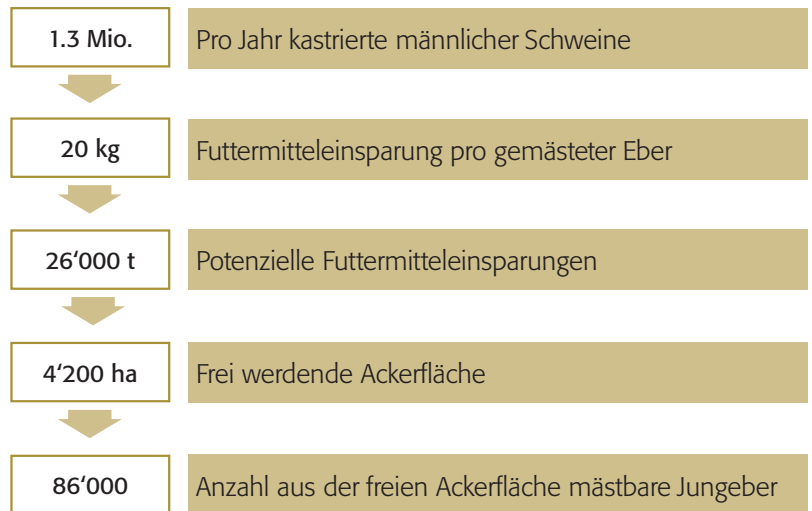 1.3 Mio. Pro Jahr kastrierte männlicher Schweine
20 kg Futtermitteleinsparung pro gemästeter Eber
26‘000 t Potenzielle Futtermitteleinsparungen
4‘200 ha Frei werdende Ackerfläche
86‘000 Anzahl aus der freien Ackerfläche mästbare Jungeber